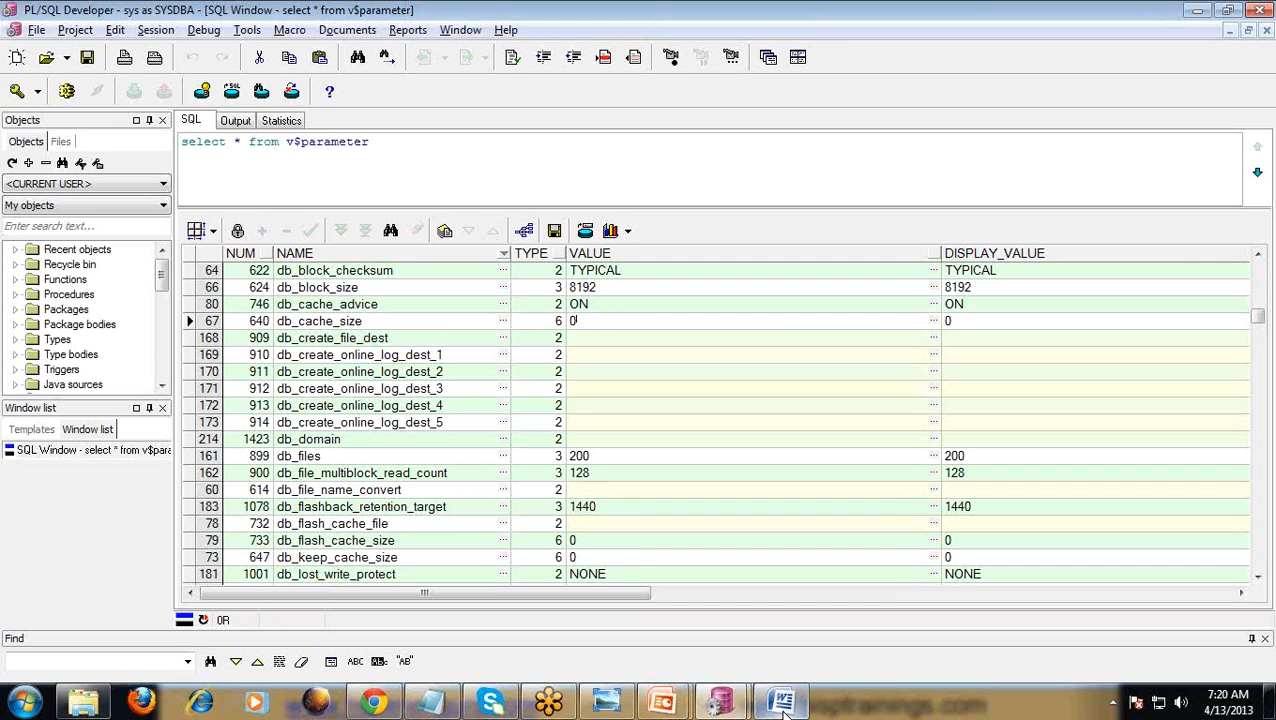 PL/SQL Developer - sys as SYSDBA - [SQL Window - select * from v$parameter]
File Project Edit Session Debug Tools Macro Documents Reports Window Help
Objects
Objects Files
<CURRENT USER>
My objects
Enter search text...
Recent objects
Recycle bin
Functions
Procedures
Packages
Package bodies
Types
Type bodies
Triggers
Java sources
Window list
Templates Window list
SQL Window - select * from v$para
SQL Output Statistics
select * from v$parameter
NUM NAME TYPE VALUE DISPLAY_VALUE
64 622 db_block_checksum ... 2 TYPICAL ... TYPICAL
66 624 db_block_size ... 3 8192 ... 8192
80 746 db_cache_advice ... 2 ON ... ON
67 640 db_cache_size ... 6 0 ... 0
168 909 db_create_file_dest ... 2 ...
169 910 db_create_online_log_dest_1 ... 2 ...
170 911 db_create_online_log_dest_2 ... 2 ...
171 912 db_create_online_log_dest_3 ... 2 ...
172 913 db_create_online_log_dest_4 ... 2 ...
173 914 db_create_online_log_dest_5 ... 2 ...
214 1423 db_domain ... 2 ...
161 899 db_files ... 3 200 ... 200
162 900 db_file_multiblock_read_count ... 3 128 ... 128
60 614 db_file_name_convert ... 2 ...
183 1078 db_flashback_retention_target ... 3 1440 ... 1440
78 732 db_flash_cache_file ... 2 ...
79 733 db_flash_cache_size ... 6 0 ... 0
73 647 db_keep_cache_size ... 6 0 ... 0
181 1001 db_lost_write_protect ... 2 NONE ... NONE
0R
Find
ABC ABc "AB"
7:20 AM
4/13/2013